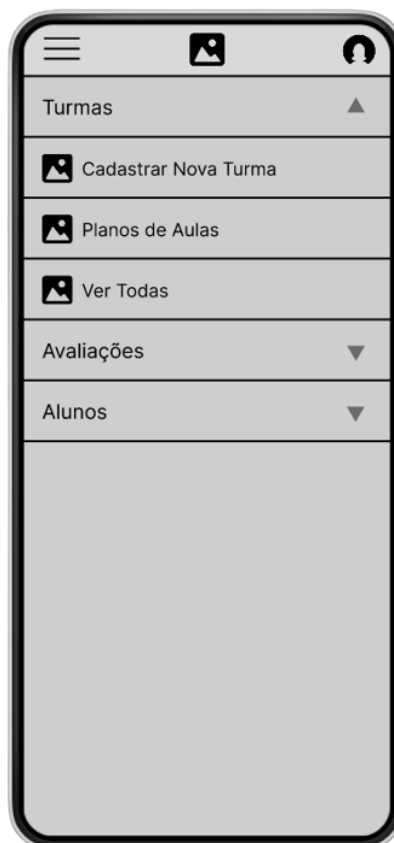 Turmas
Cadastrar Nova Turma
Planos de Aulas
Ver Todas
Avaliações
Alunos